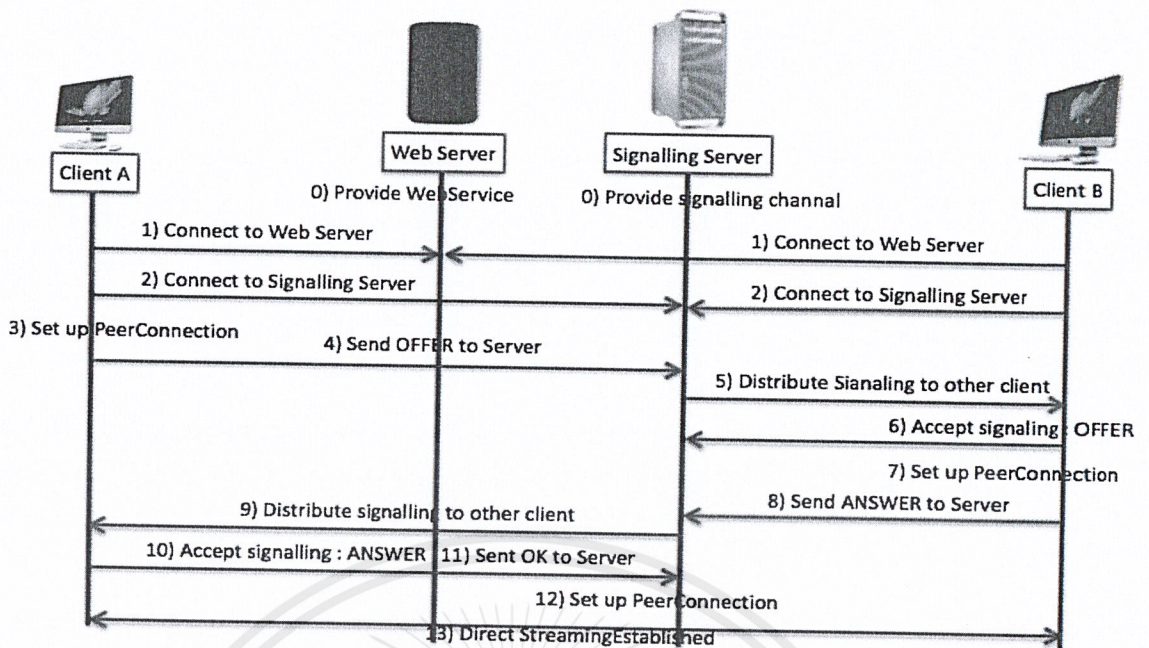 Web Server
Signalling Server
Client A
Client B
0) Provide WebService
0) Provide signalling channel
1) Connect to Web Server
1) Connect to Web Server
2) Connect to Signalling Server
2) Connect to Signalling Server
3) Set up PeerConnection
4) Send OFFER to Server
5) Distribute Sianaling to other client
6) Accept signaling : OFFER
7) Set up PeerConnection
8) Send ANSWER to Server
9) Distribute signalling to other client
10) Accept signalling : ANSWER
11) Sent OK to Server
12) Set up PeerConnection
13) Direct StreamingEstablished